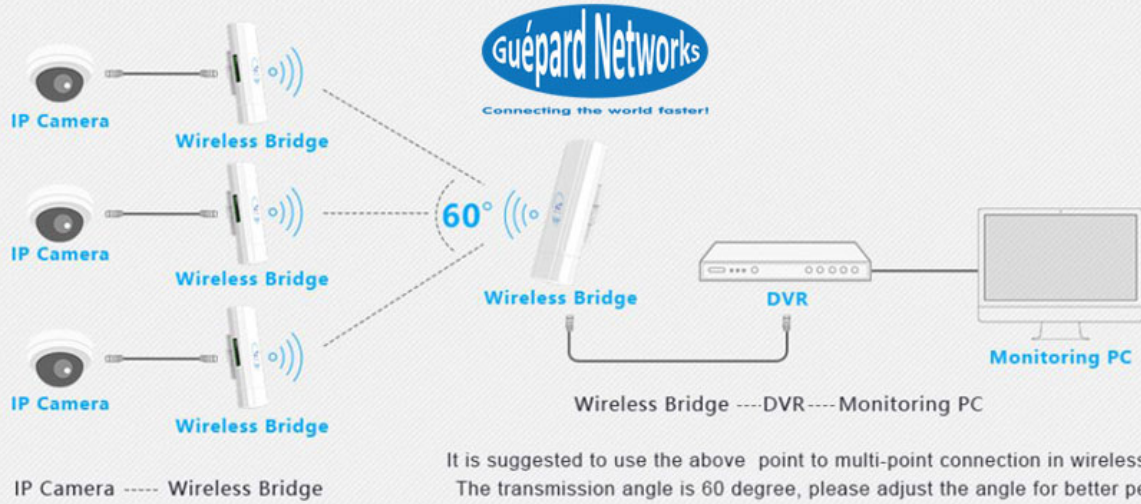 Guépard Networks
Connecting the world faster!
IP Camera
Wireless Bridge
IP Camera
Wireless Bridge
IP Camera
Wireless Bridge
60°
Wireless Bridge
DVR
Monitoring PC
Wireless Bridge ----DVR---- Monitoring PC
IP Camera ----- Wireless Bridge
It is suggested to use the above point to multi-point connection in wireless
The transmission angle is 60 degree, please adjust the angle for better